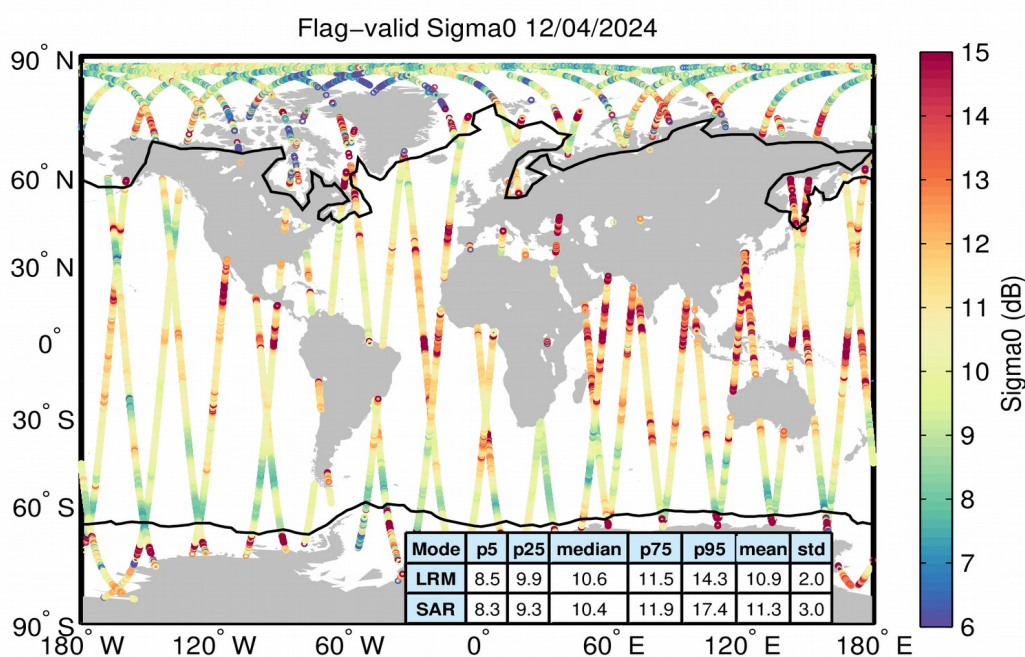 Flag−valid Sigma0 12/04/2024
90° N
60° N
30° N
0°
30° S
60° S
90° S
180° W
120° W
60° W
0°
60° E
120° E
180° E
Mode p5 p25 median p75 p95 mean std
LRM 8.5 9.9 10.6 11.5 14.3 10.9 2.0
SAR 8.3 9.3 10.4 11.9 17.4 11.3 3.0
15
14
13
12
11
10
9
8
7
6
Sigma0 (dB)